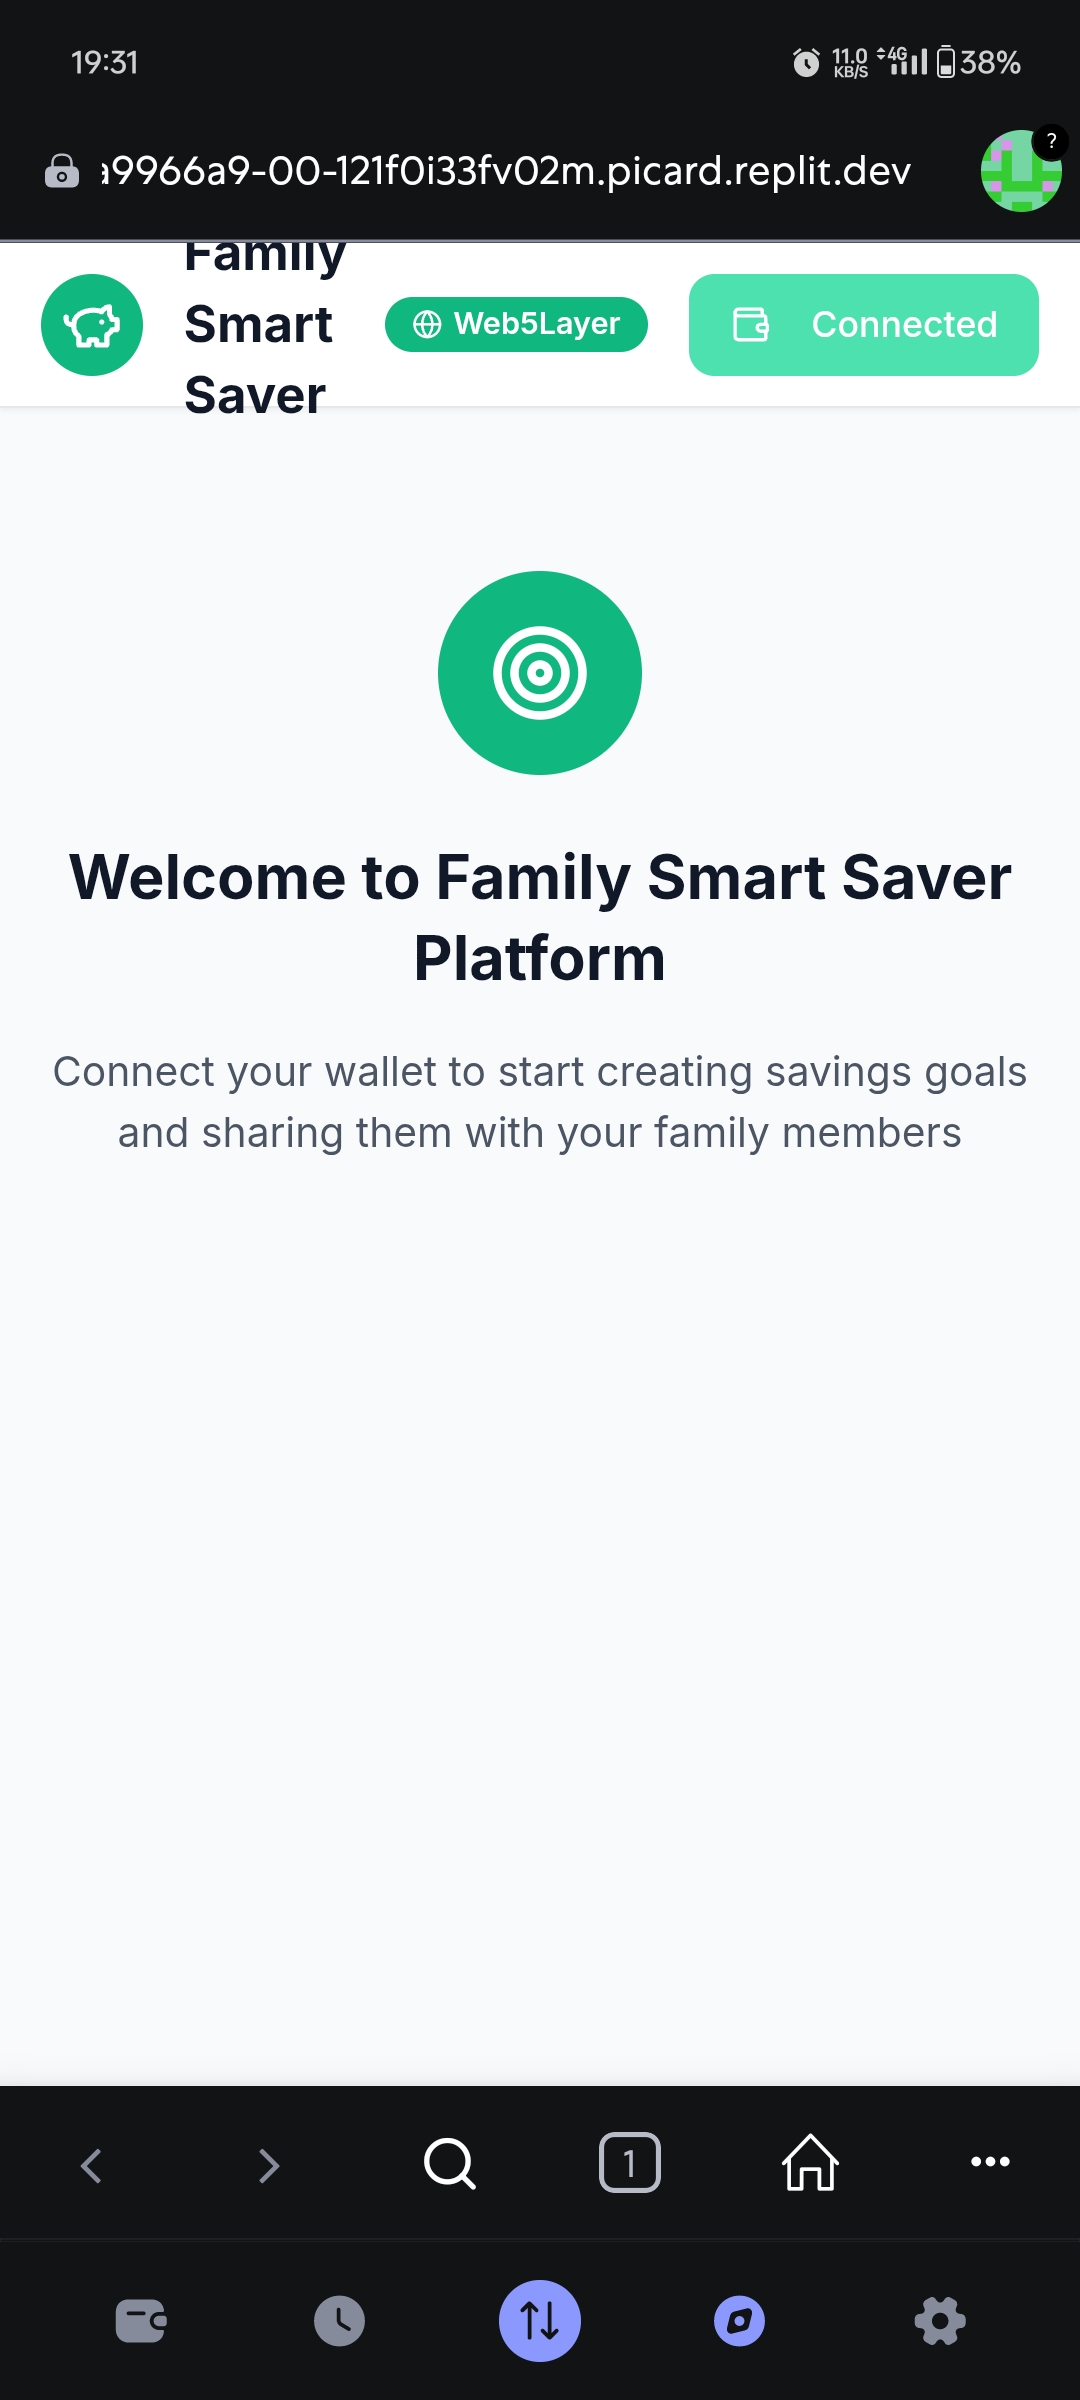 19:31
11.0
KB/S
4G
38%
a9966a9-00-121f0i33fv02m.picard.replit.dev
?
Family
Smart
Saver
Web5Layer
Connected
Welcome to Family Smart Saver
Platform
Connect your wallet to start creating savings goals
and sharing them with your family members
1